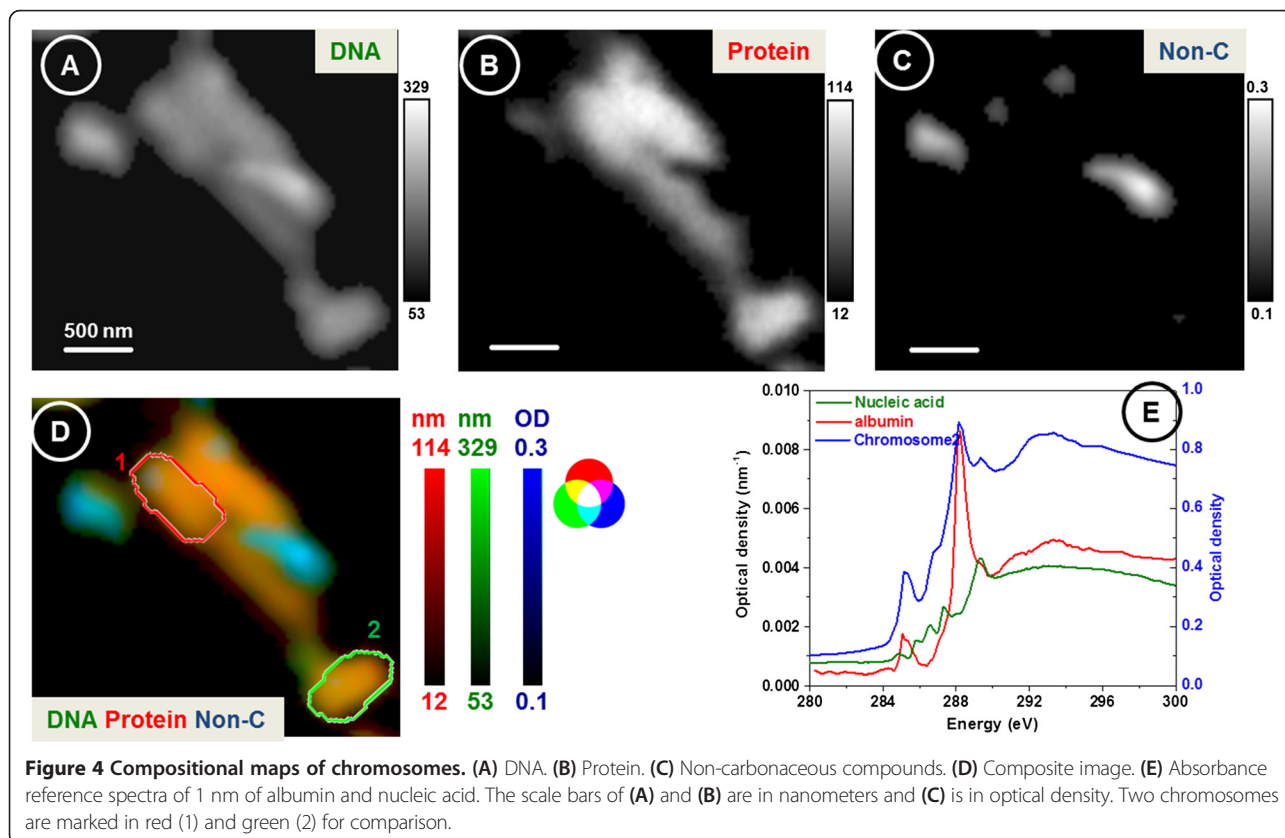 A
DNA
329
53
500 nm
B
Protein
114
12
C
Non-C
0.3
0.1
D
1
2
DNA Protein Non-C
nm nm OD
114 329 0.3
12 53 0.1
E
Nucleic acid
albumin
Chromosome2
Optical density (nm⁻¹)
0.010
0.008
0.006
0.004
0.002
0.000
1.0
0.8
0.6
0.4
0.2
0.0
Optical density
280 284 288 292 296 300
Energy (eV)
Figure 4 Compositional maps of chromosomes. (A) DNA. (B) Protein. (C) Non-carbonaceous compounds. (D) Composite image. (E) Absorbance
reference spectra of 1 nm of albumin and nucleic acid. The scale bars of (A) and (B) are in nanometers and (C) is in optical density. Two chromosomes
are marked in red (1) and green (2) for comparison.